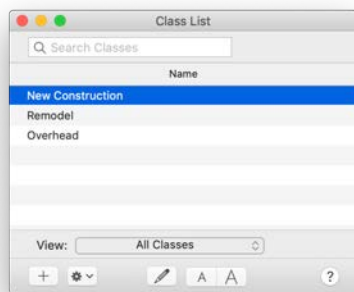 Class List
Search Classes
Name
New Construction
Remodel
Overhead
View: All Classes
+ A A ?